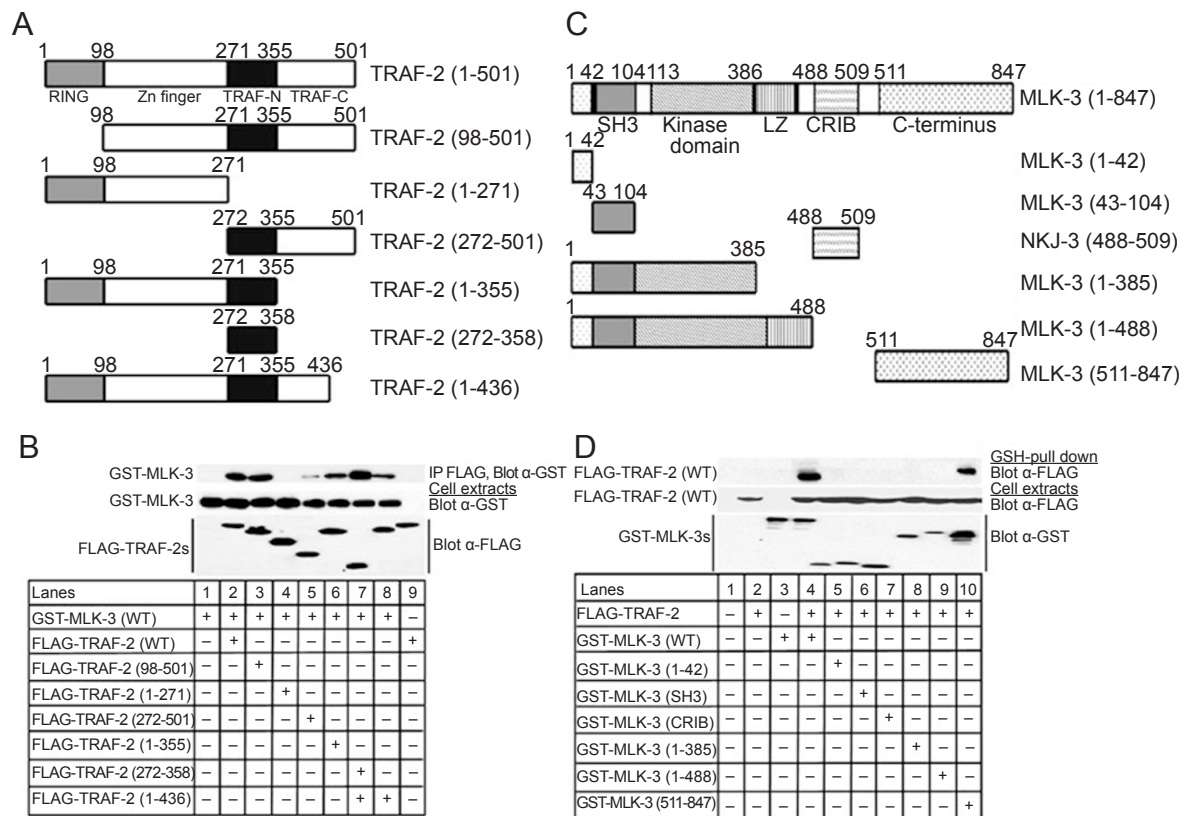 A
1 98 271 355 501
TRAF-2 (1-501)
RING Zn finger TRAF-N TRAF-C
98 271 355 501
TRAF-2 (98-501)
1 98 271
TRAF-2 (1-271)
272 355 501
TRAF-2 (272-501)
1 98 271 355
TRAF-2 (1-355)
272 358
TRAF-2 (272-358)
1 98 271 355 436
TRAF-2 (1-436)
C
1 42 104 113 386 488 509 511 847
MLK-3 (1-847)
SH3 Kinase domain LZ CRIB C-terminus
1 42
MLK-3 (1-42)
43 104
MLK-3 (43-104)
488 509
NKJ-3 (488-509)
1 385
MLK-3 (1-385)
1 488
MLK-3 (1-488)
511 847
MLK-3 (511-847)
B
GST-MLK-3 IP FLAG, Blot α-GST
Cell extracts
GST-MLK-3 Blot α-GST
FLAG-TRAF-2s Blot α-FLAG
Lanes 1 2 3 4 5 6 7 8 9
GST-MLK-3 (WT) + + + + + + + + –
FLAG-TRAF-2 (WT) – + – – – – – – +
FLAG-TRAF-2 (98-501) – – + – – – – – –
FLAG-TRAF-2 (1-271) – – – + – – – – –
FLAG-TRAF-2 (272-501) – – – – + – – – –
FLAG-TRAF-2 (1-355) – – – – – + – – –
FLAG-TRAF-2 (272-358) – – – – – – + – –
FLAG-TRAF-2 (1-436) – – – – – – + + –
D
GSH-pull down
FLAG-TRAF-2 (WT) Blot α-FLAG
Cell extracts
FLAG-TRAF-2 (WT) Blot α-FLAG
GST-MLK-3s Blot α-GST
Lanes 1 2 3 4 5 6 7 8 9 10
FLAG-TRAF-2 – + – + + + + + + +
GST-MLK-3 (WT) – – + + – – – – – –
GST-MLK-3 (1-42) – – – – + – – – – –
GST-MLK-3 (SH3) – – – – – + – – – –
GST-MLK-3 (CRIB) – – – – – – + – – –
GST-MLK-3 (1-385) – – – – – – – + – –
GST-MLK-3 (1-488) – – – – – – – – + –
GST-MLK-3 (511-847) – – – – – – – – – +